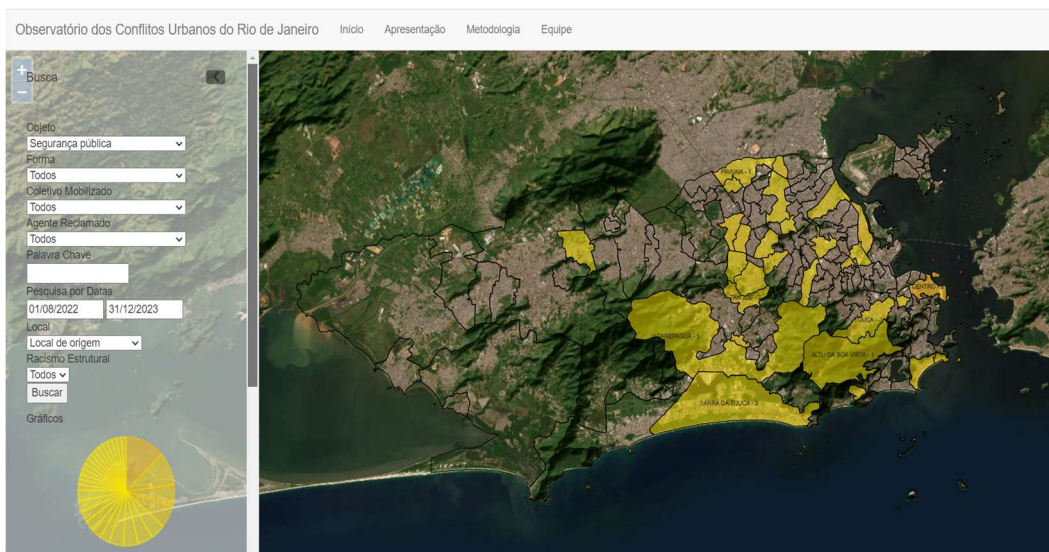 Observatório dos Conflitos Urbanos do Rio de Janeiro Início Apresentação Metodologia Equipe
+
−
Busca
Objeto
Segurança pública
Forma
Todos
Coletivo Mobilizado
Todos
Agente Reclamado
Todos
Palavra Chave
Pesquisa por Datas
01/08/2022 31/12/2023
Local
Local de origem
Racismo Estrutural
Todos
Buscar
Gráficos
PAVUNA - 1
CENTRO
JACAREPAGUÁ - 1
ALTO DA BOA VISTA - 1
BARRA DA TIJUCA - 3